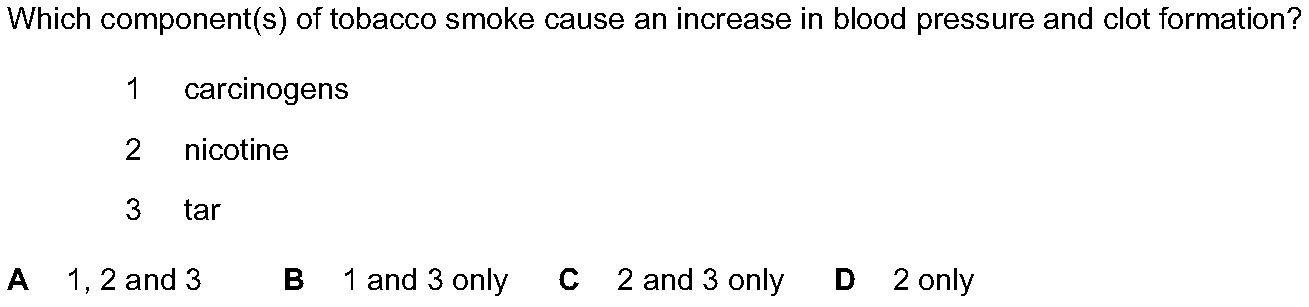 Which component(s) of tobacco smoke cause an increase in blood pressure and clot formation?
1 carcinogens
2 nicotine
3 tar
A 1, 2 and 3 B 1 and 3 only C 2 and 3 only D 2 only